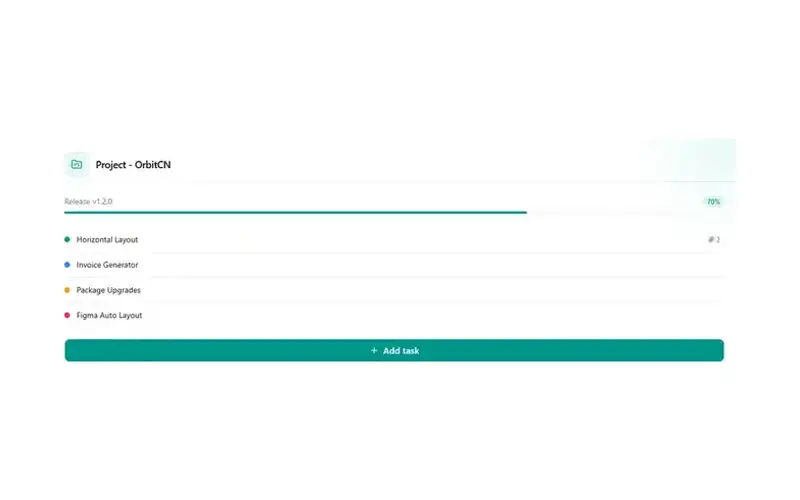 Project - OrbitCN
Release v1.2.0
70%
Horizontal Layout
2
Invoice Generator
Package Upgrades
Figma Auto Layout
+ Add task